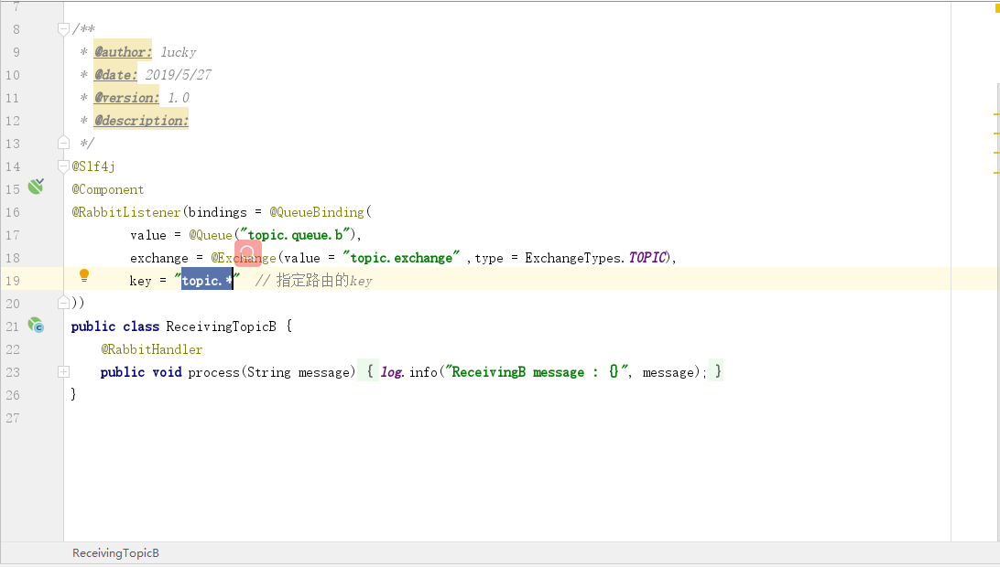 7
8 /**
9 * @author: lucky
10 * @date: 2019/5/27
11 * @version: 1.0
12 * @description:
13 */
14 @Slf4j
15 @Component
16 @RabbitListener(bindings = @QueueBinding(
17 value = @Queue("topic.queue.b"),
18 exchange = @Exchange(value = "topic.exchange" ,type = ExchangeTypes.TOPIC),
19 key = "topic.*" // 指定路由的key
20 ))
21 public class ReceivingTopicB {
22 @RabbitHandler
23 public void process(String message) { log.info("ReceivingB message : {}", message); }
26 }
27
ReceivingTopicB